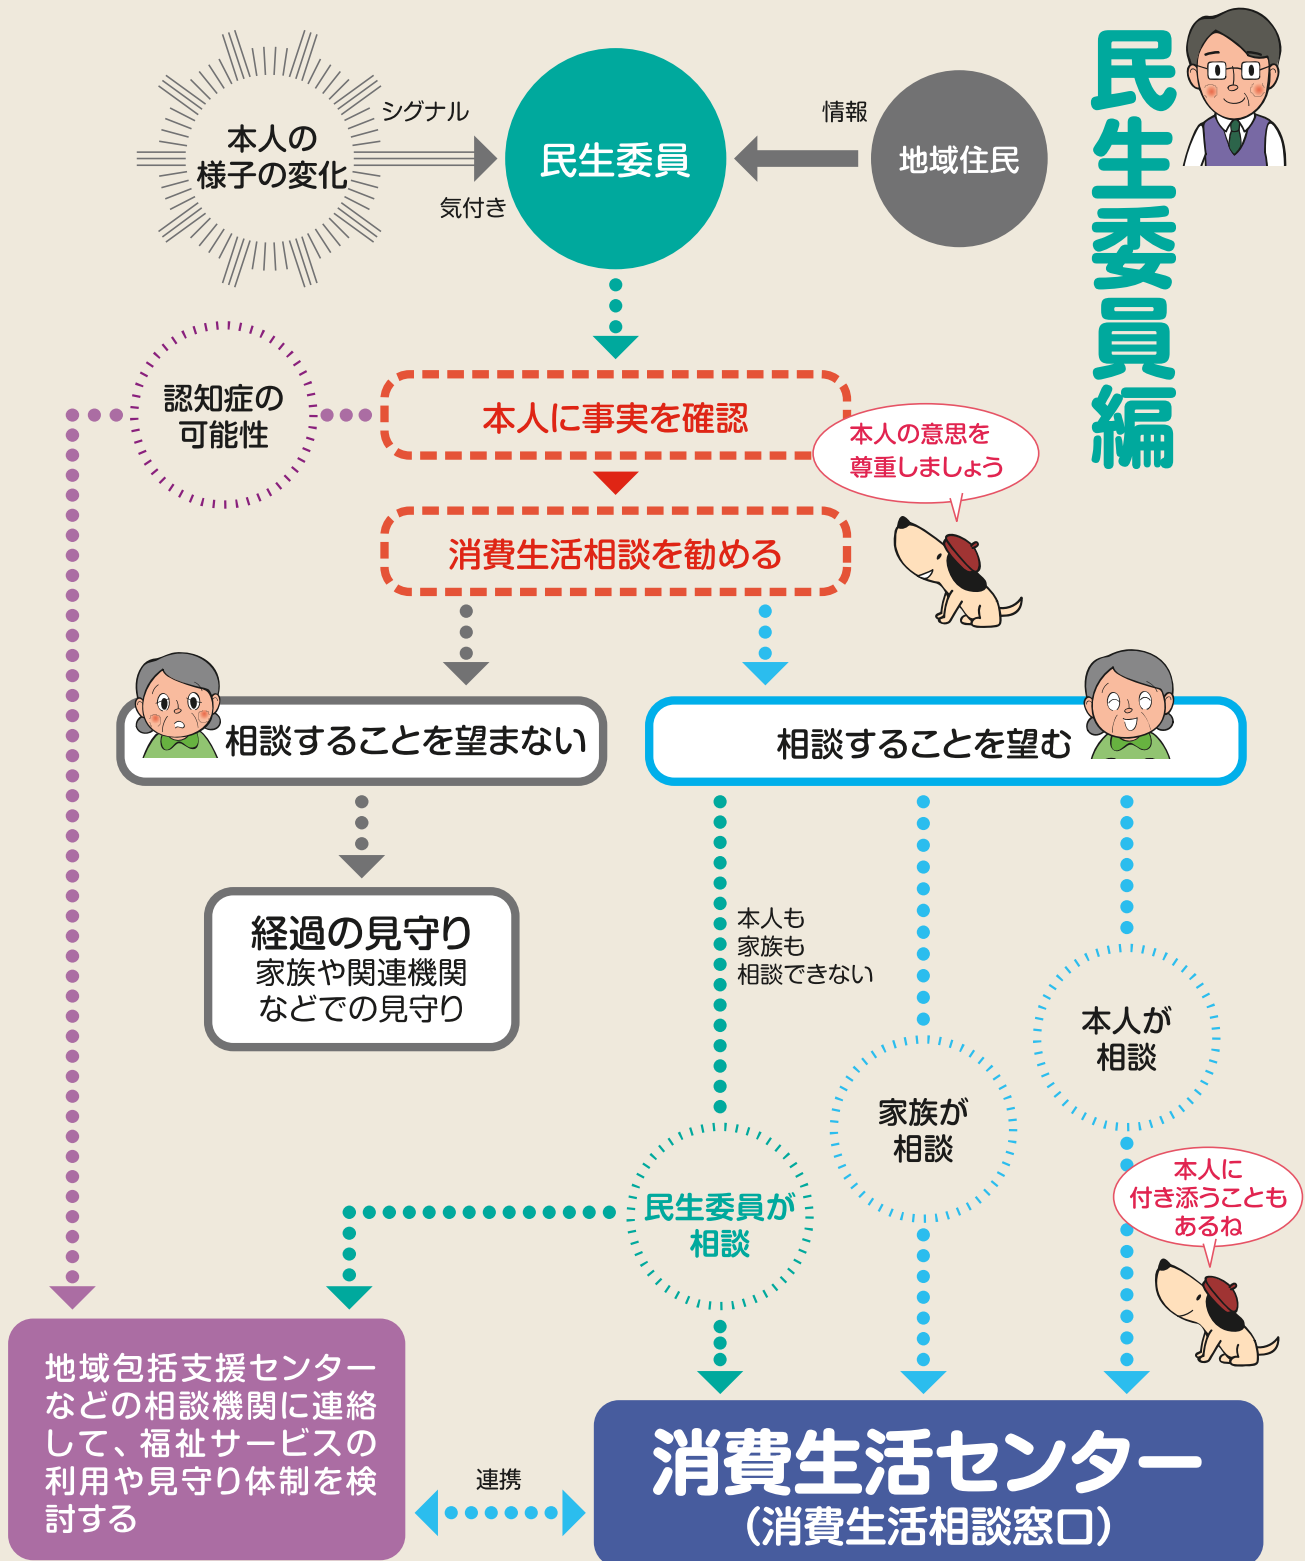 民生委員編
本人の
様子の変化
シグナル
気付き
民生委員
情報
地域住民
認知症の
可能性
本人に事実を確認
本人の意思を
尊重しましょう
消費生活相談を勧める
相談することを望まない
相談することを望む
経過の見守り
家族や関連機関
などでの見守り
本人も
家族も
相談できない
本人が
相談
家族が
相談
民生委員が
相談
本人に
付き添うことも
あるね
地域包括支援センター
などの相談機関に連絡
して、福祉サービスの
利用や見守り体制を検
討する
連携
消費生活センター
（消費生活相談窓口）